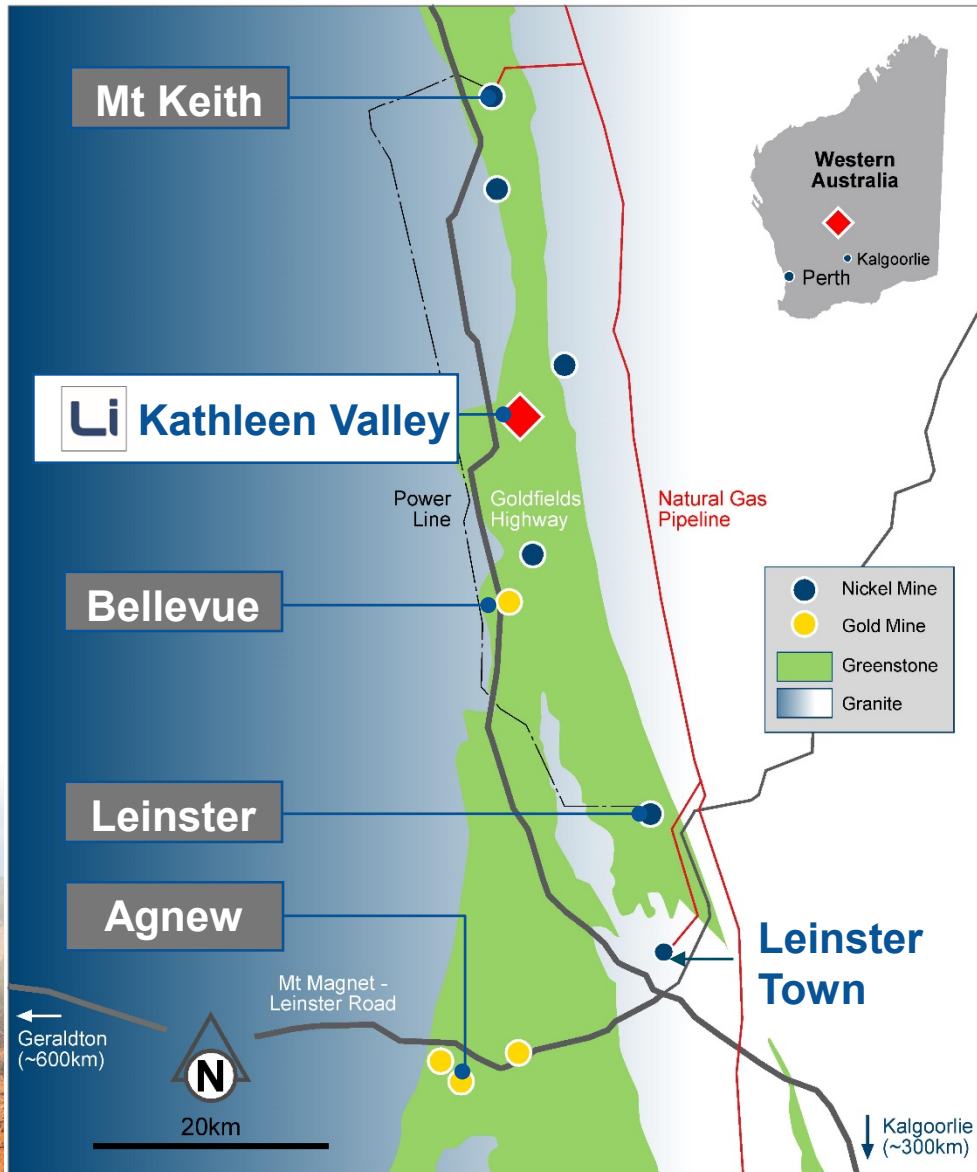 Mt Keith
Western
Australia
Kalgoorlie
Perth
Li Kathleen Valley
Power
Line
Goldfields
Highway
Natural Gas
Pipeline
Nickel Mine
Gold Mine
Greenstone
Granite
Bellevue
Leinster
Agnew
Leinster
Town
Mt Magnet -
Leinster Road
Geraldton
(~600km)
N
20km
Kalgoorlie
(~300km)